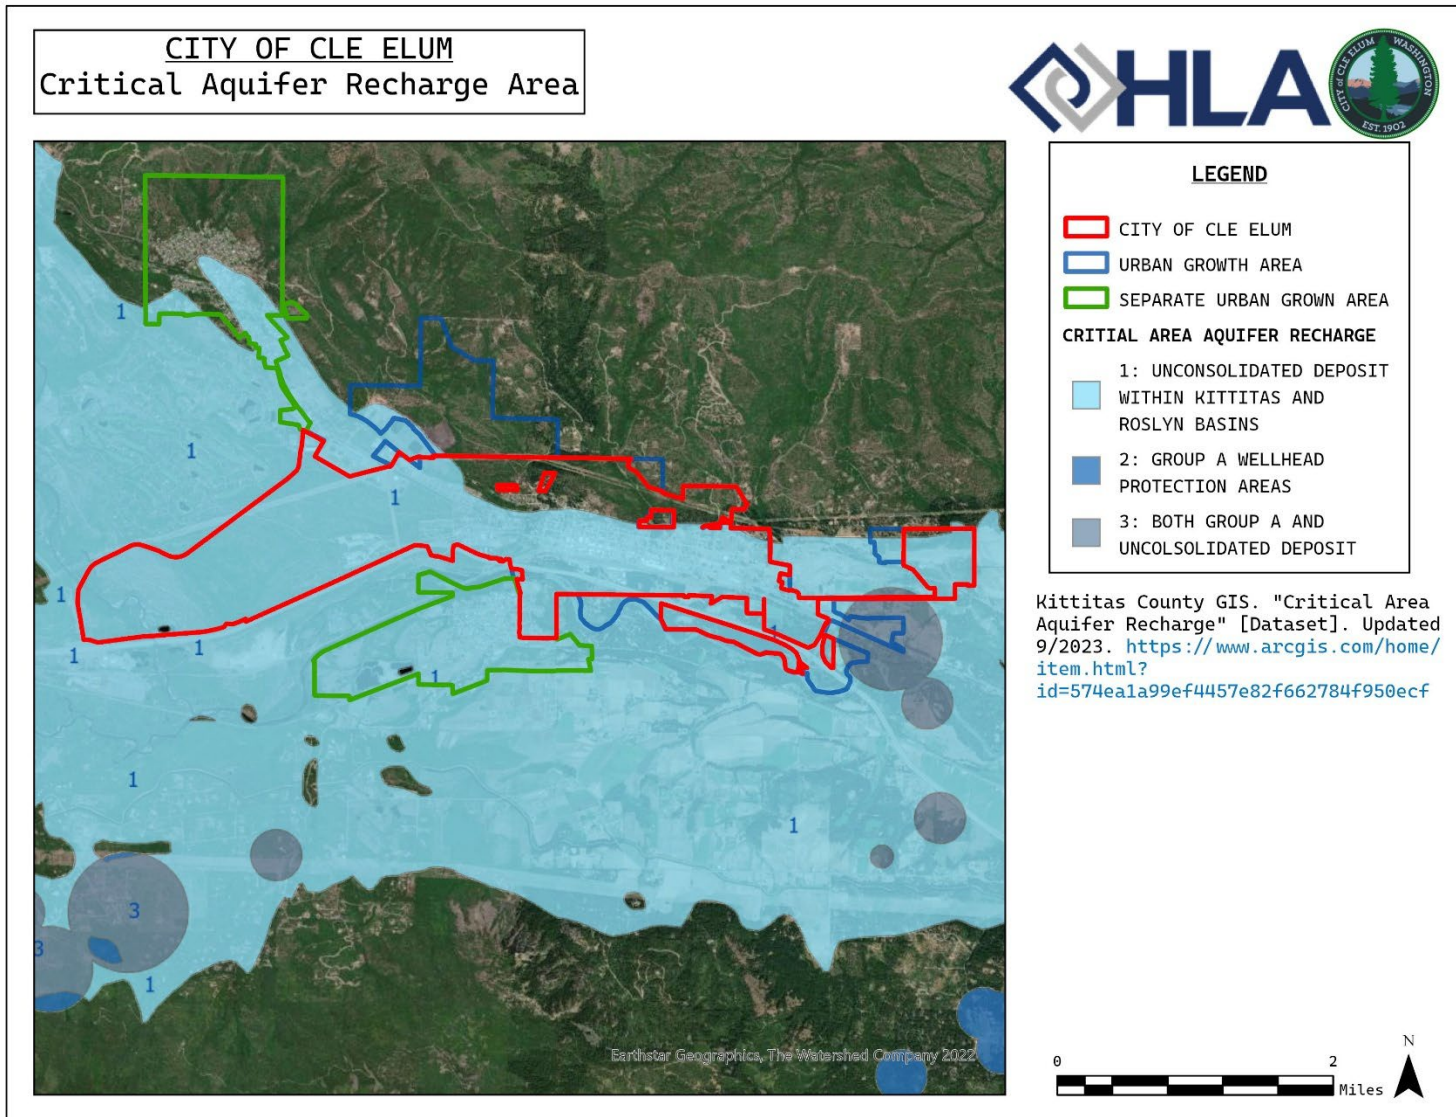 CITY OF CLE ELUM
Critical Aquifer Recharge Area
HLA
CITY of CLE ELUM WASHINGTON
EST. 1902
LEGEND
CITY OF CLE ELUM
URBAN GROWTH AREA
SEPARATE URBAN GROWN AREA
CRITIAL AREA AQUIFER RECHARGE
1: UNCONSOLIDATED DEPOSIT
WITHIN KITTITAS AND
ROSLYN BASINS
2: GROUP A WELLHEAD
PROTECTION AREAS
3: BOTH GROUP A AND
UNCOLSOLIDATED DEPOSIT
Kittitas County GIS. "Critical Area
Aquifer Recharge" [Dataset]. Updated
9/2023. https://www.arcgis.com/home/
item.html?
id=574ea1a99ef4457e82f662784f950ecf
1
1
1
1
1
1
1
1
1
1
1
3
3
1
Earthstar Geographics, The Watershed Company 2022
0 2
Miles
N